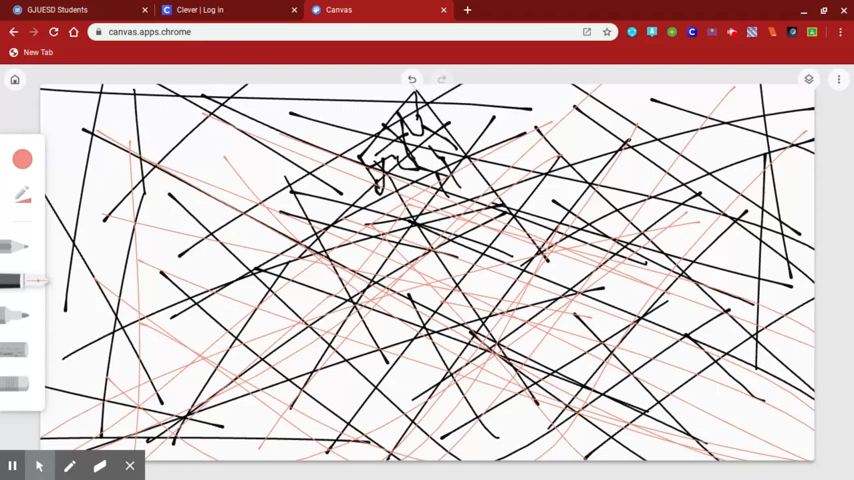 GJUESD Students
Clever | Log in
Canvas
canvas.apps.chrome
New Tab